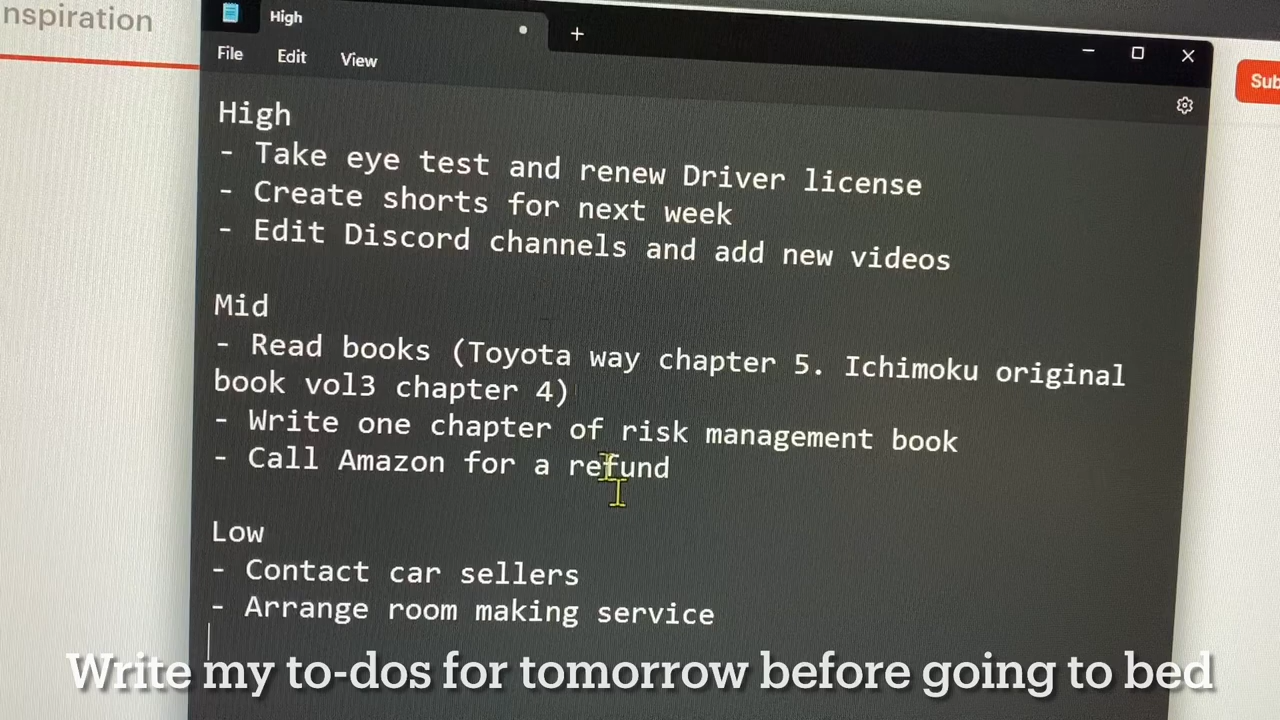 nspiration
High
+
File Edit View
Sub
High
- Take eye test and renew Driver license
- Create shorts for next week
- Edit Discord channels and add new videos
Mid
- Read books (Toyota way chapter 5. Ichimoku original
book vol3 chapter 4)
- Write one chapter of risk management book
- Call Amazon for a refund
Low
- Contact car sellers
- Arrange room making service
Write my to-dos for tomorrow before going to bed